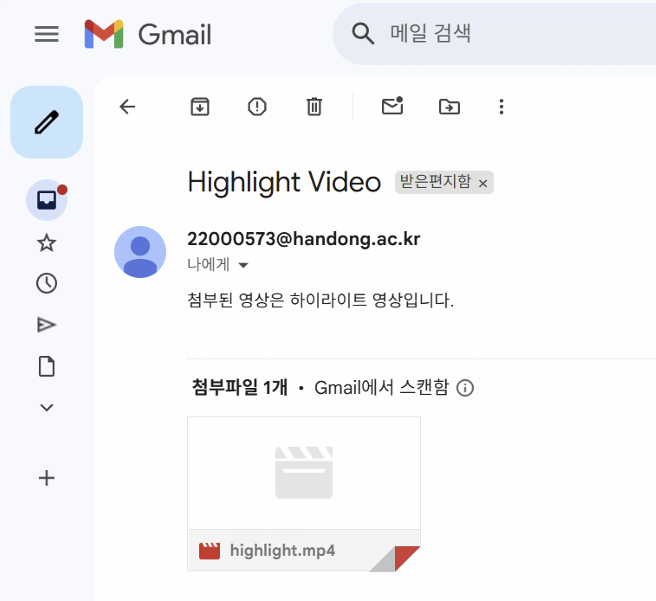 Gmail
메일 검색
Highlight Video 받은편지함 ×
22000573@handong.ac.kr
나에게
첨부된 영상은 하이라이트 영상입니다.
첨부파일 1개 • Gmail에서 스캔함
highlight.mp4